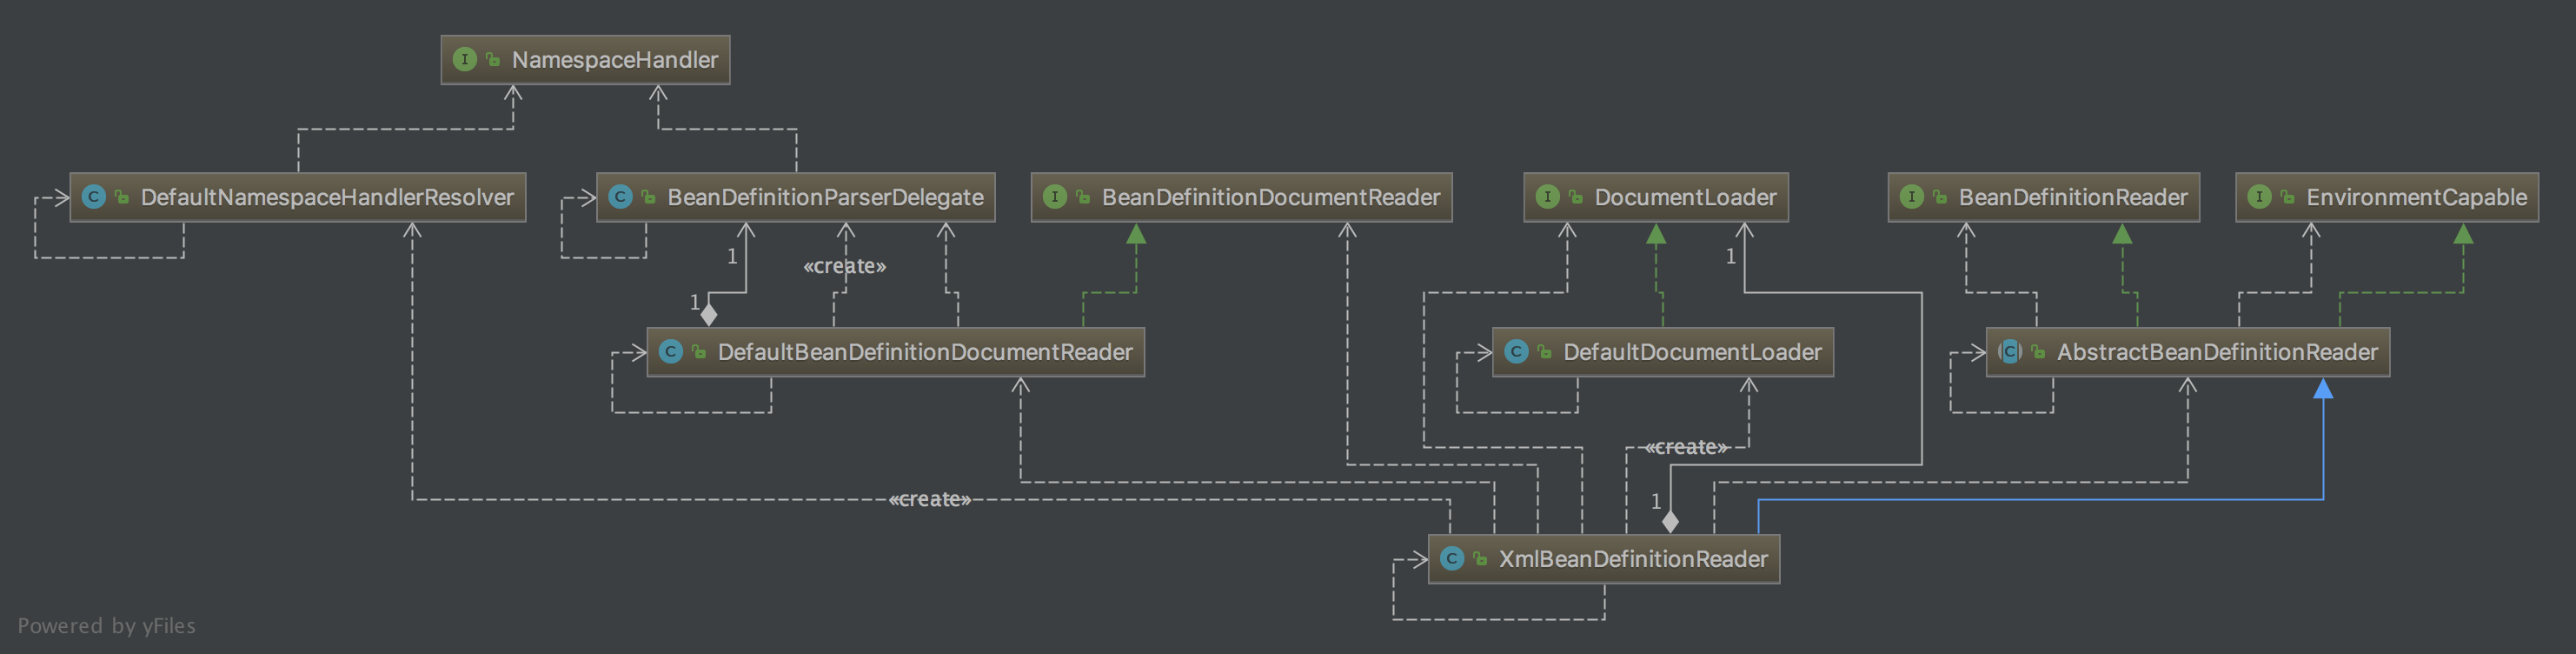 I NamespaceHandler
C DefaultNamespaceHandlerResolver
C BeanDefinitionParserDelegate
I BeanDefinitionDocumentReader
I DocumentLoader
I BeanDefinitionReader
I EnvironmentCapable
1
«create»
1
1
C DefaultBeanDefinitionDocumentReader
C DefaultDocumentLoader
C AbstractBeanDefinitionReader
«create»
«create»
1
C XmlBeanDefinitionReader
Powered by yFiles